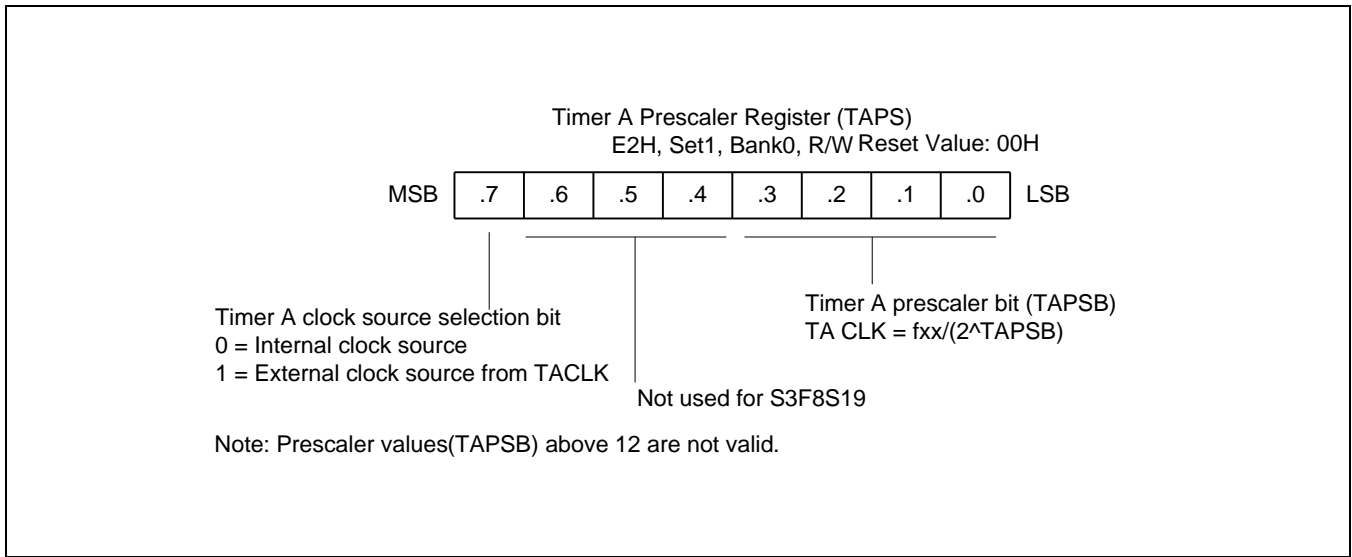 Timer A Prescaler Register (TAPS)
E2H, Set1, Bank0, R/W Reset Value: 00H
MSB .7 .6 .5 .4 .3 .2 .1 .0 LSB
Timer A clock source selection bit
0 = Internal clock source
1 = External clock source from TACLK
Timer A prescaler bit (TAPSB)
TA CLK = fxx/(2^TAPSB)
Not used for S3F8S19
Note: Prescaler values(TAPSB) above 12 are not valid.